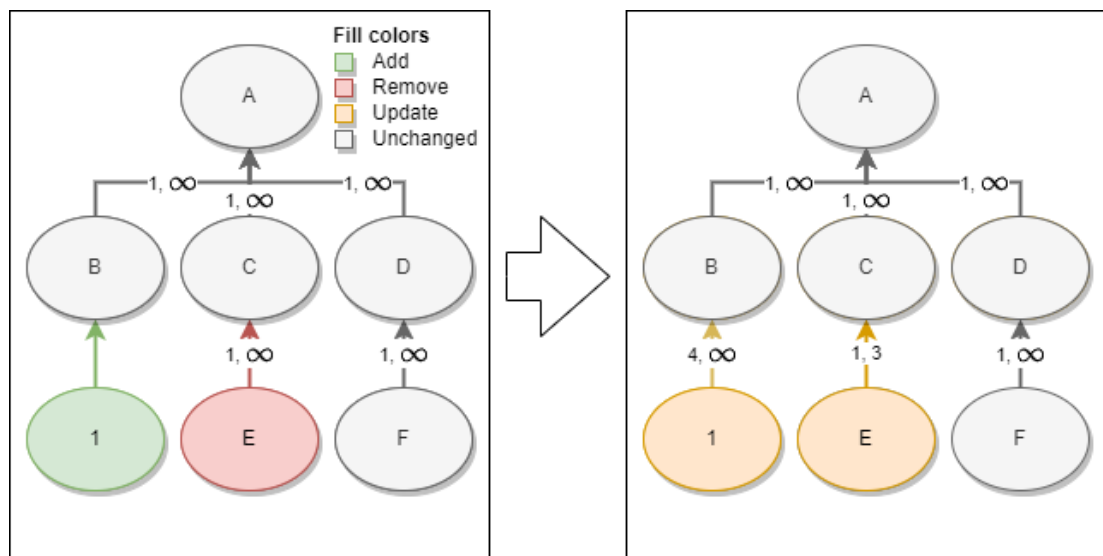 Fill colors
Add
Remove
Update
Unchanged
A
1, ∞
1, ∞
1, ∞
B
C
D
1, ∞
1, ∞
1
E
F
A
1, ∞
1, ∞
1, ∞
B
C
D
4, ∞
1, 3
1, ∞
1
E
F